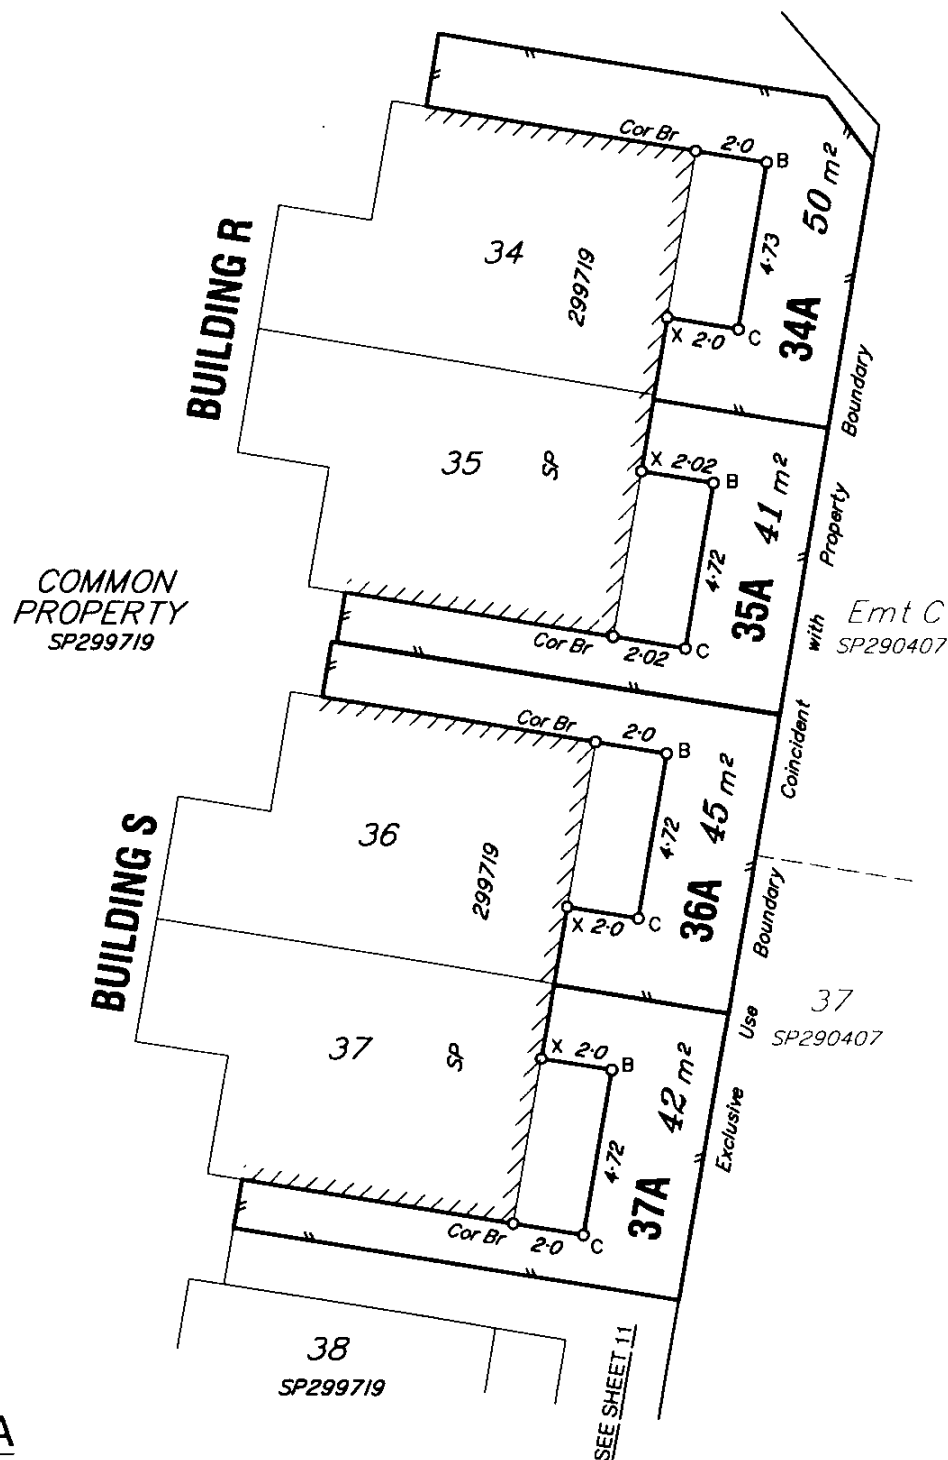 Cor Br
2·0
B
50 m²
34
299719
4·73
BUILDING R
34A
X
2·0
C
Boundary
35
SP
X
2·02
B
41 m²
Property
4·72
35A
COMMON
PROPERTY
SP299719
Emt C
SP290407
with
Cor Br
2·02
C
Cor Br
2·0
B
Coincident
45 m²
BUILDING S
36
299719
4·72
36A
X
2·0
C
Boundary
37
SP290407
Use
37
SP
X
2·0
B
42 m²
Exclusive
4·72
37A
Cor Br
2·0
C
38
SP299719
SEE SHEET 11
A